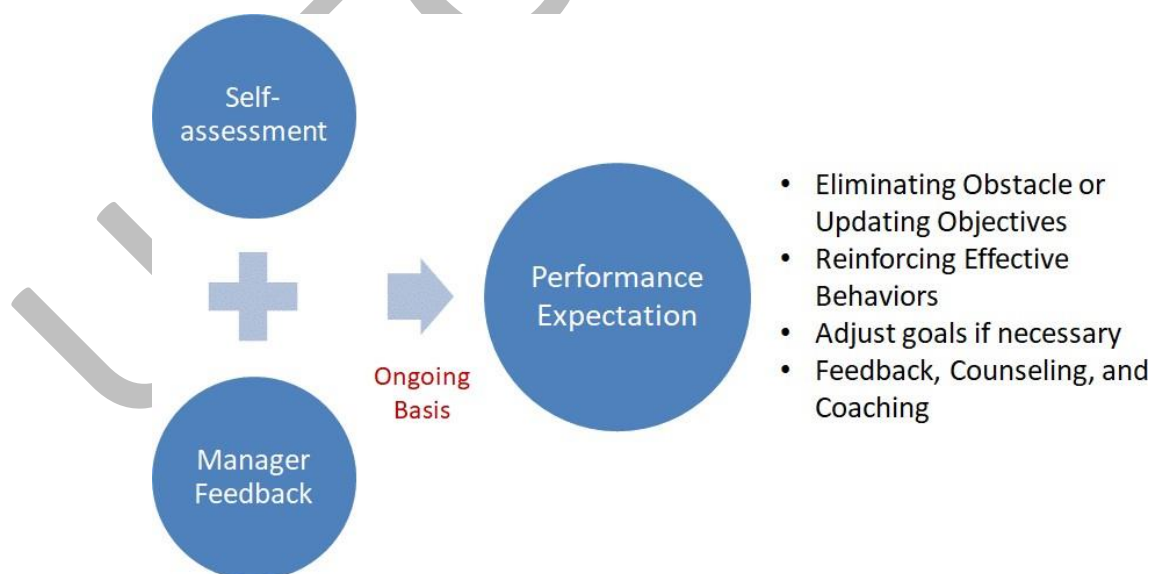 Self-
assessment
Manager
Feedback
Ongoing
Basis
Performance
Expectation
• Eliminating Obstacle or
Updating Objectives
• Reinforcing Effective
Behaviors
• Adjust goals if necessary
• Feedback, Counseling, and
Coaching